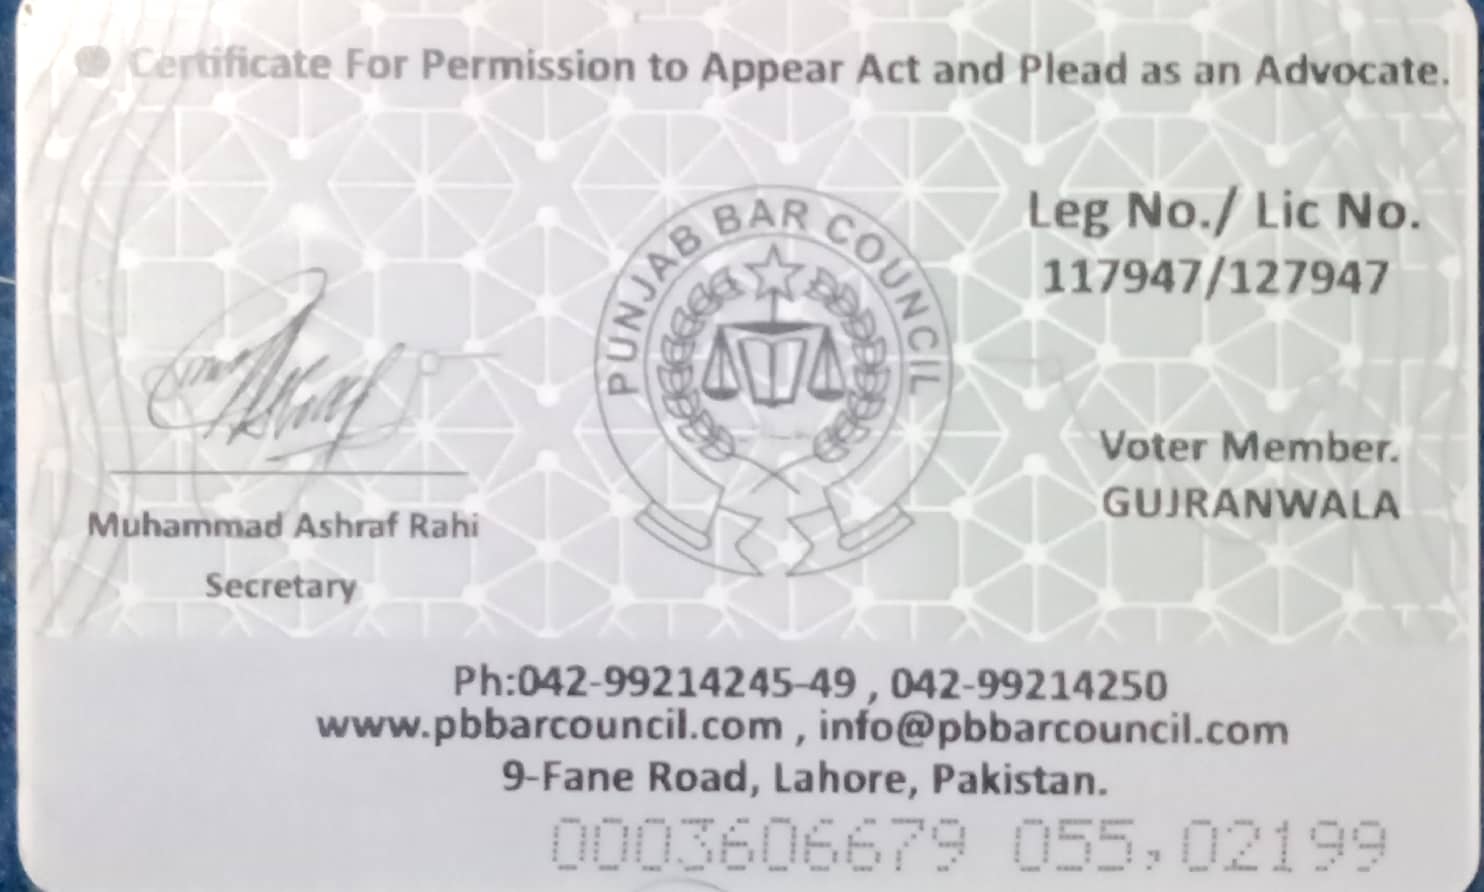 Certificate For Permission to Appear Act and Plead as an Advocate.
PUNJAB BAR COUNCIL
Leg No./ Lic No.
117947/127947
Voter Member.
GUJRANWALA
Muhammad Ashraf Rahi
Secretary
Ph:042-99214245-49 , 042-99214250
www.pbbarcouncil.com , info@pbbarcouncil.com
9-Fane Road, Lahore, Pakistan.
0003606679 055,02199